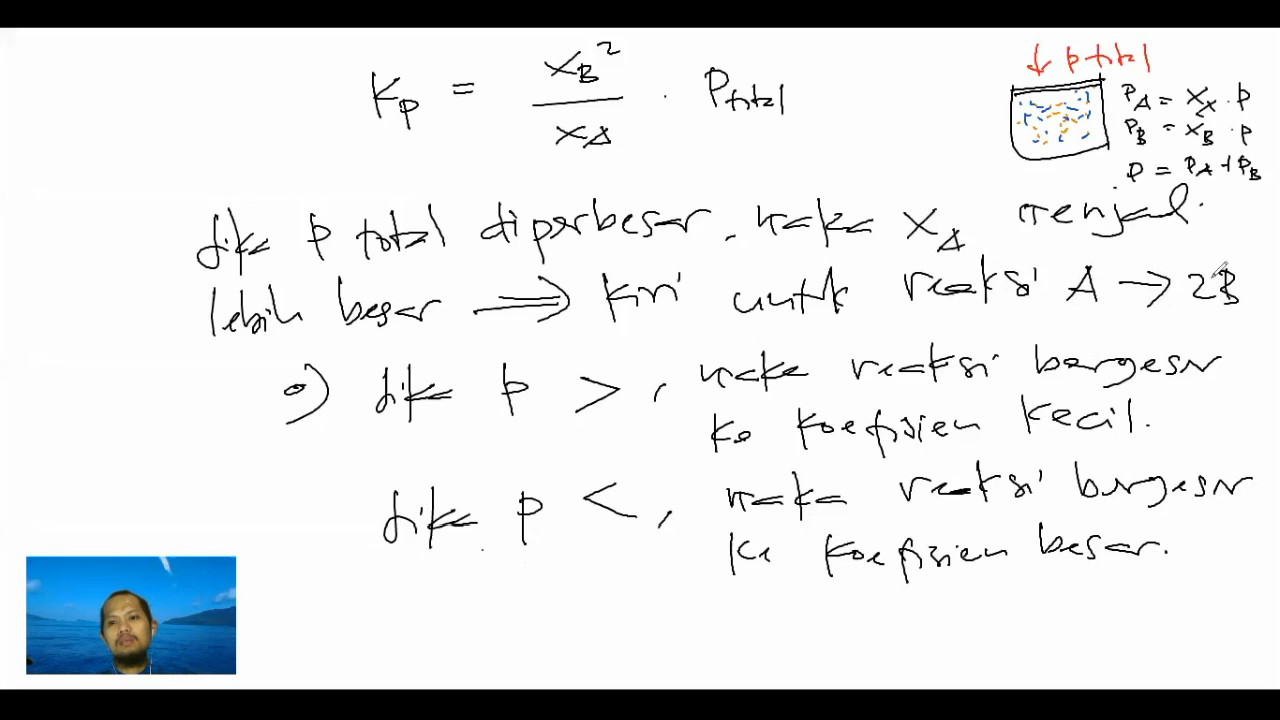 Kp = xB² / xA . Ptotal
↓ p total
PA = xA . p
PB = xB . p
p = PA + PB
Jika p total diperbesar, maka xA menjadi
lebih besar ⟹ kiri untuk reaksi A → 2B
•) Jika p >, maka reaksi bergeser
ke koefisien kecil.
Jika p <, maka reaksi bergeser
ke koefisien besar.